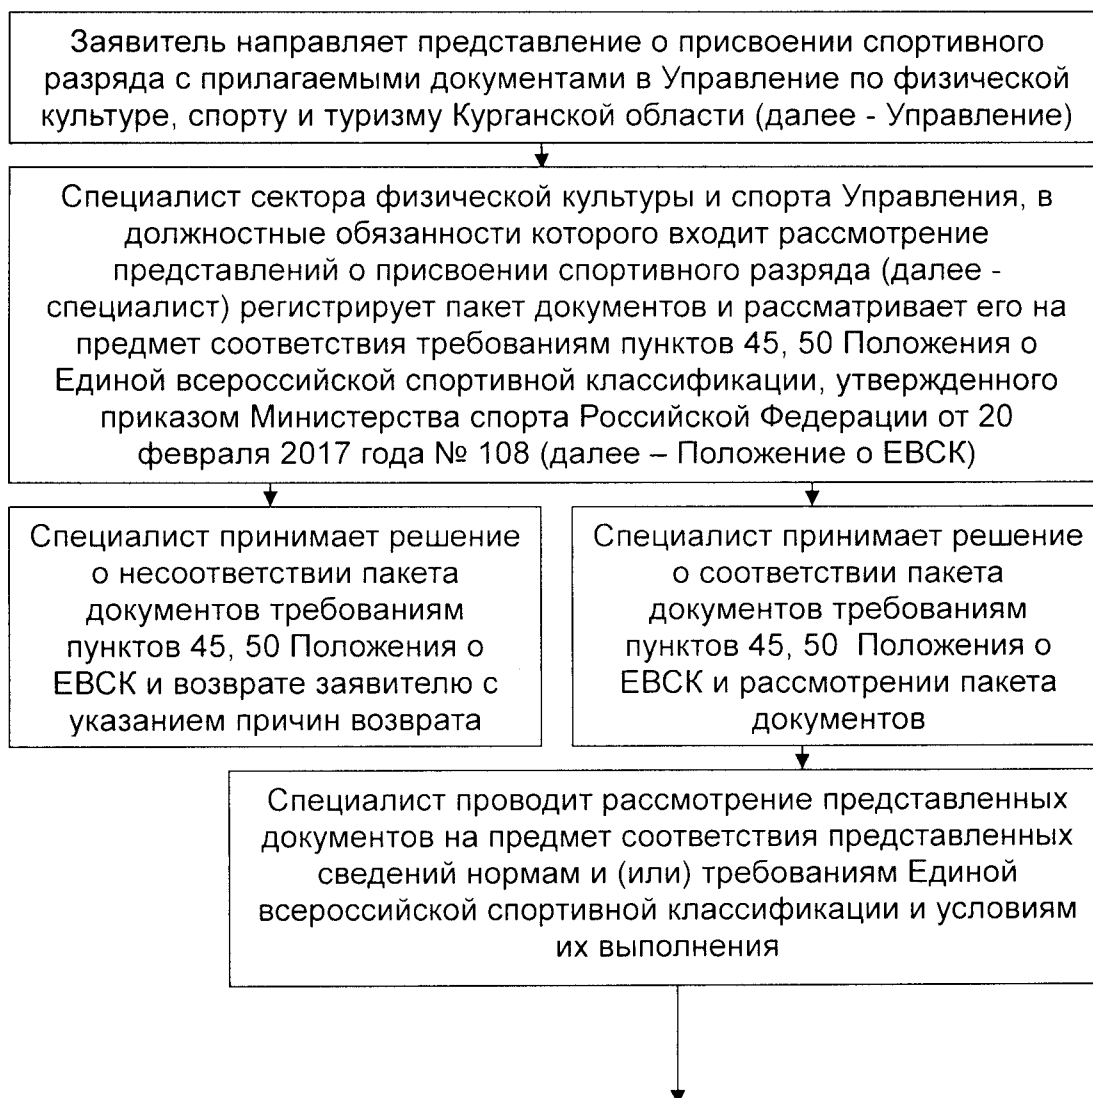 Заявитель направляет представление о присвоении спортивного
разряда с прилагаемыми документами в Управление по физической
культуре, спорту и туризму Курганской области (далее - Управление)
Специалист сектора физической культуры и спорта Управления, в
должностные обязанности которого входит рассмотрение
представлений о присвоении спортивного разряда (далее -
специалист) регистрирует пакет документов и рассматривает его на
предмет соответствия требованиям пунктов 45, 50 Положения о
Единой всероссийской спортивной классификации, утвержденного
приказом Министерства спорта Российской Федерации от 20
февраля 2017 года № 108 (далее – Положение о ЕВСК)
Специалист принимает решение
о несоответствии пакета
документов требованиям
пунктов 45, 50 Положения о
ЕВСК и возврате заявителю с
указанием причин возврата
Специалист принимает решение
о соответствии пакета
документов требованиям
пунктов 45, 50 Положения о
ЕВСК и рассмотрении пакета
документов
Специалист проводит рассмотрение представленных
документов на предмет соответствия представленных
сведений нормам и (или) требованиям Единой
всероссийской спортивной классификации и условиям
их выполнения